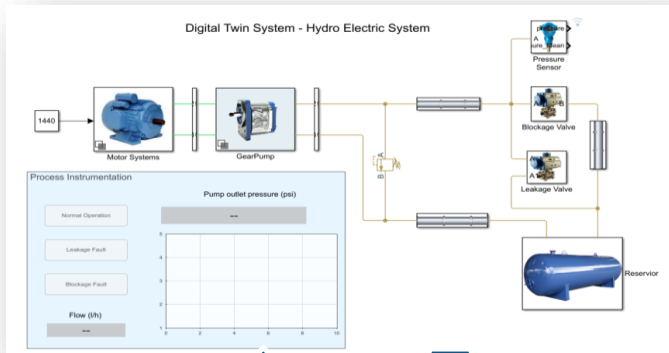 Digital Twin System - Hydro Electric System
pressure
A
ure_mean
Pressure
Sensor
1440
A
B
Blockage Valve
Motor Systems
GearPump
A
B
A
Leakage Valve
Process Instrumentation
Pump outlet pressure (psi)
Normal Operation
--
Leakage Fault
Blockage Fault
5
4
3
2
1
0
2
4
6
8
10
Flow (l/h)
--
Reservior